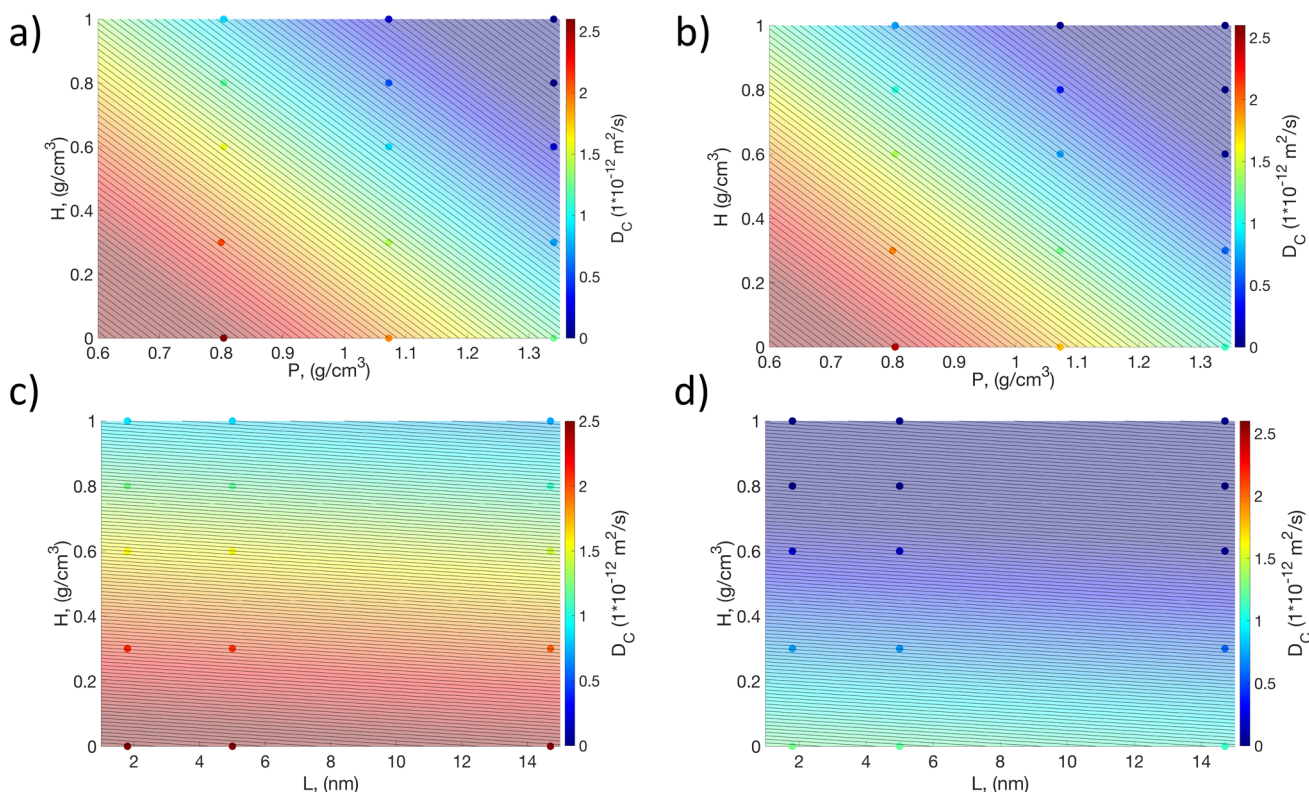 a)
1
0.8
0.6
0.4
0.2
0
H, (g/cm³)
0.6 0.7 0.8 0.9 1 1.1 1.2 1.3
P, (g/cm³)
2.5
2
1.5
1
0.5
0
D_C (1*10⁻¹² m²/s)
b)
1
0.8
0.6
0.4
0.2
0
H (g/cm³)
0.6 0.7 0.8 0.9 1 1.1 1.2 1.3
P, (g/cm³)
2.5
2
1.5
1
0.5
0
D_C (1*10⁻¹² m²/s)
c)
1
0.8
0.6
0.4
0.2
0
H, (g/cm³)
2 4 6 8 10 12 14
L, (nm)
2.5
2
1.5
1
0.5
0
D_C (1*10⁻¹² m²/s)
d)
1
0.8
0.6
0.4
0.2
0
H, (g/cm³)
2 4 6 8 10 12 14
L, (nm)
2.5
2
1.5
1
0.5
0
D_C, (1*10⁻¹² m²/s)